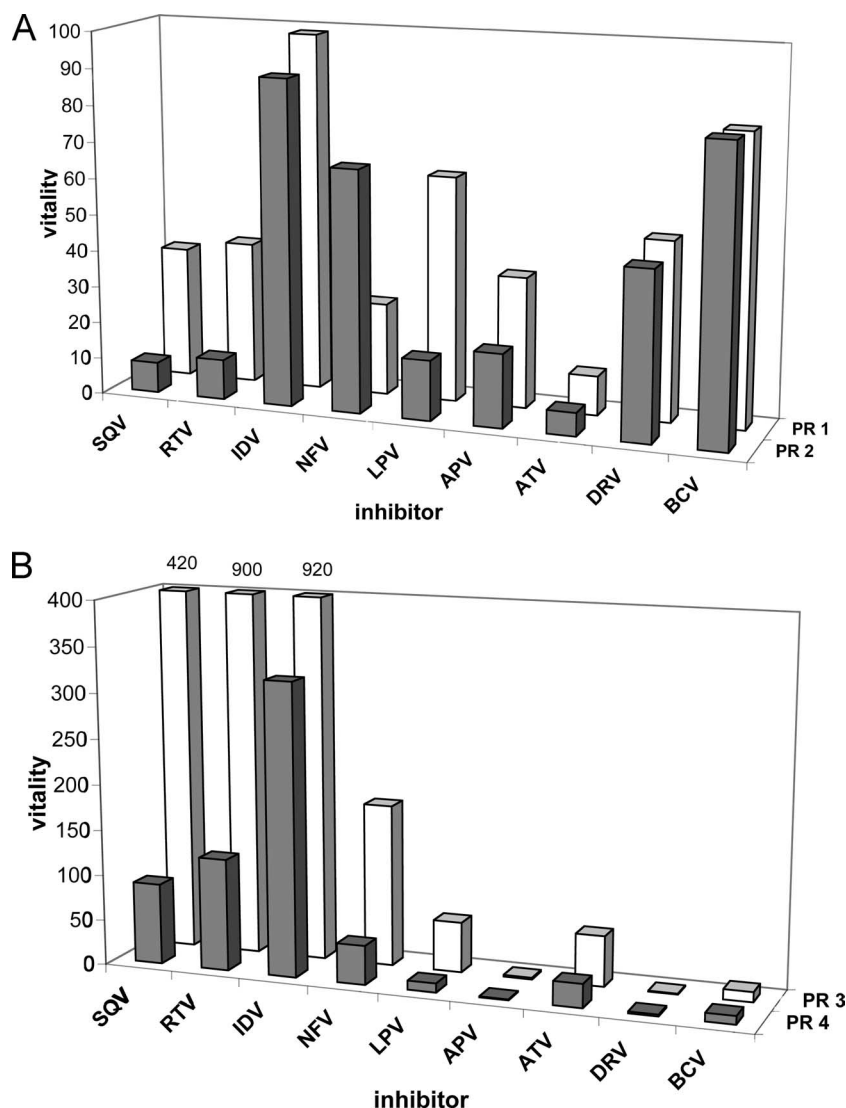 A
100
90
80
70
60
50
40
30
20
10
0
vitality
SQV
RTV
IDV
NFV
LPV
APV
ATV
DRV
BCV
PR 1
PR 2
inhibitor
B
420
900
920
400
350
300
250
200
150
100
50
0
vitality
SQV
RTV
IDV
NFV
LPV
APV
ATV
DRV
BCV
PR 3
PR 4
inhibitor